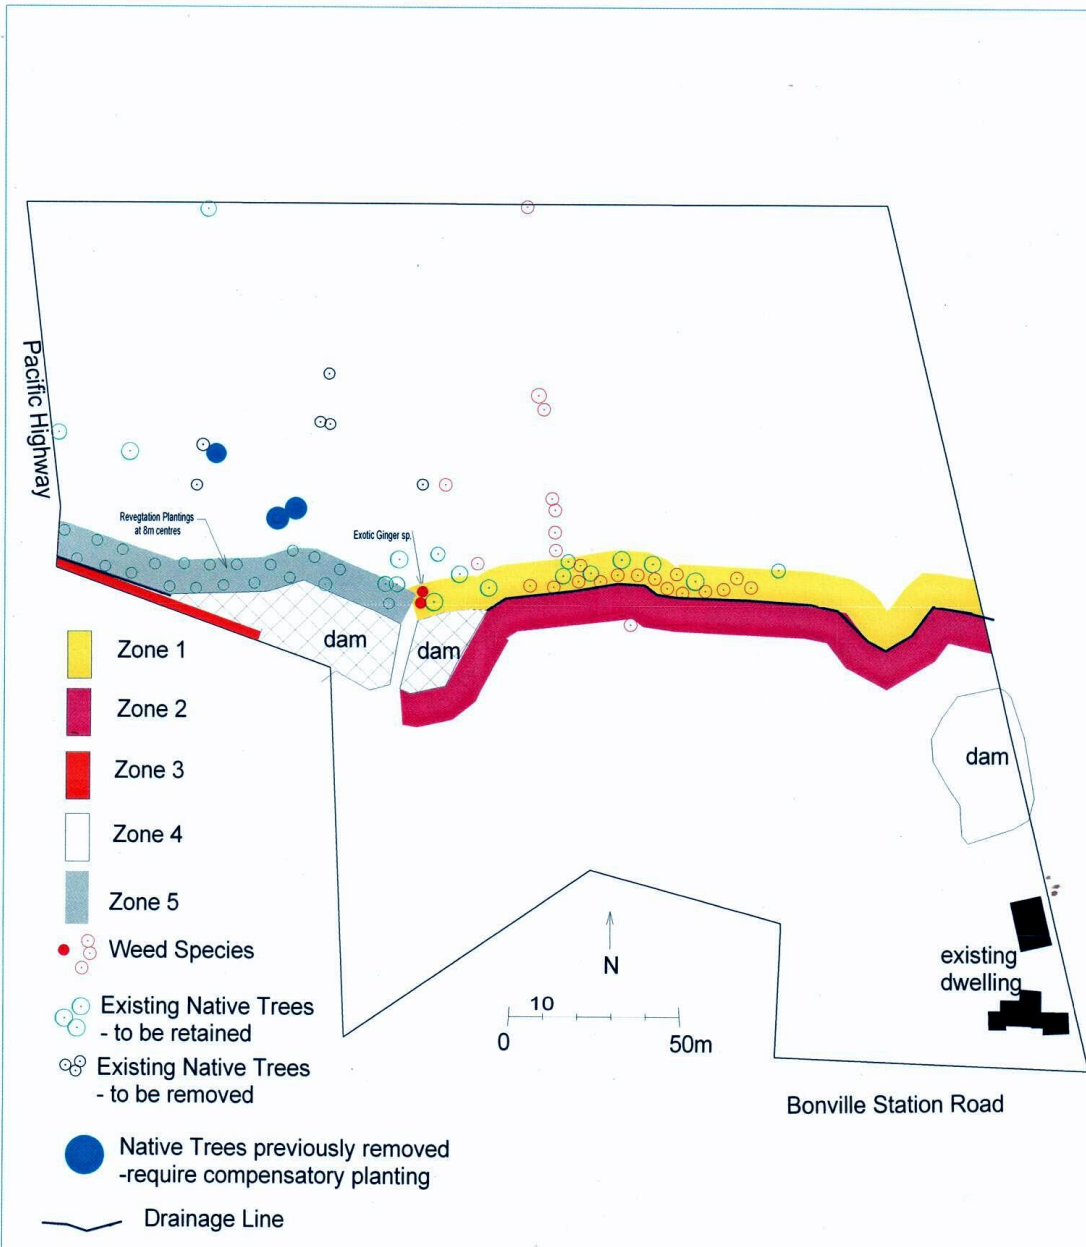 Pacific Highway
Revegtation Plantings
at 8m centres
Exotic Ginger sp.
dam
dam
dam
Zone 1
Zone 2
Zone 3
Zone 4
Zone 5
Weed Species
Existing Native Trees
- to be retained
Existing Native Trees
- to be removed
Native Trees previously removed
-require compensatory planting
Drainage Line
N
10
0
50m
existing
dwelling
Bonville Station Road